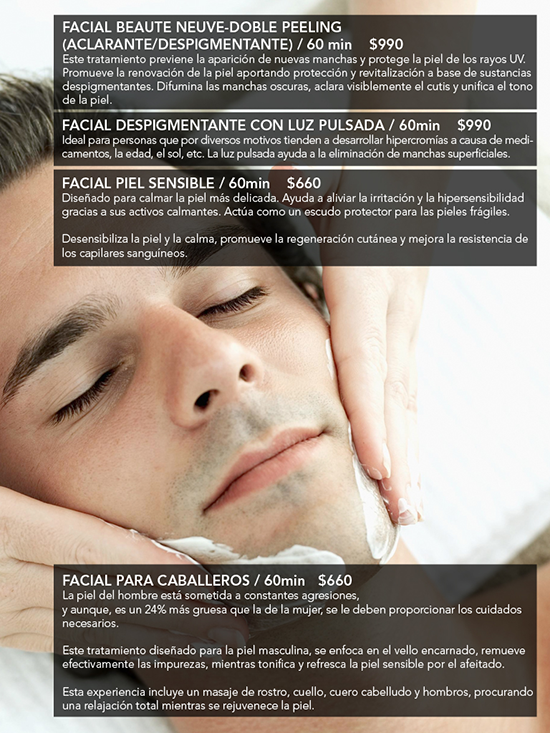 FACIAL BEAUTE NEUVE-DOBLE PEELING
(ACLARANTE/DESPIGMENTANTE) / 60 min $990
Este tratamiento previene la aparición de nuevas manchas y protege la piel de los rayos UV.
Promueve la renovación de la piel aportando protección y revitalización a base de sustancias
despigmentantes. Difumina las manchas oscuras, aclara visiblemente el cutis y unifica el tono
de la piel.
FACIAL DESPIGMENTANTE CON LUZ PULSADA / 60min $990
Ideal para personas que por diversos motivos tienden a desarrollar hipercromías a causa de medi-
camentos, la edad, el sol, etc. La luz pulsada ayuda a la eliminación de manchas superficiales.
FACIAL PIEL SENSIBLE / 60min $660
Diseñado para calmar la piel más delicada. Ayuda a aliviar la irritación y la hipersensibilidad
gracias a sus activos calmantes. Actúa como un escudo protector para las pieles frágiles.
Desensibiliza la piel y la calma, promueve la regeneración cutánea y mejora la resistencia de
los capilares sanguíneos.
FACIAL PARA CABALLEROS / 60min $660
La piel del hombre está sometida a constantes agresiones,
y aunque, es un 24% más gruesa que la de la mujer, se le deben proporcionar los cuidados
necesarios.
Este tratamiento diseñado para la piel masculina, se enfoca en el vello encarnado, remueve
efectivamente las impurezas, mientras tonifica y refresca la piel sensible por el afeitado.
Esta experiencia incluye un masaje de rostro, cuello, cuero cabelludo y hombros, procurando
una relajación total mientras se rejuvenece la piel.